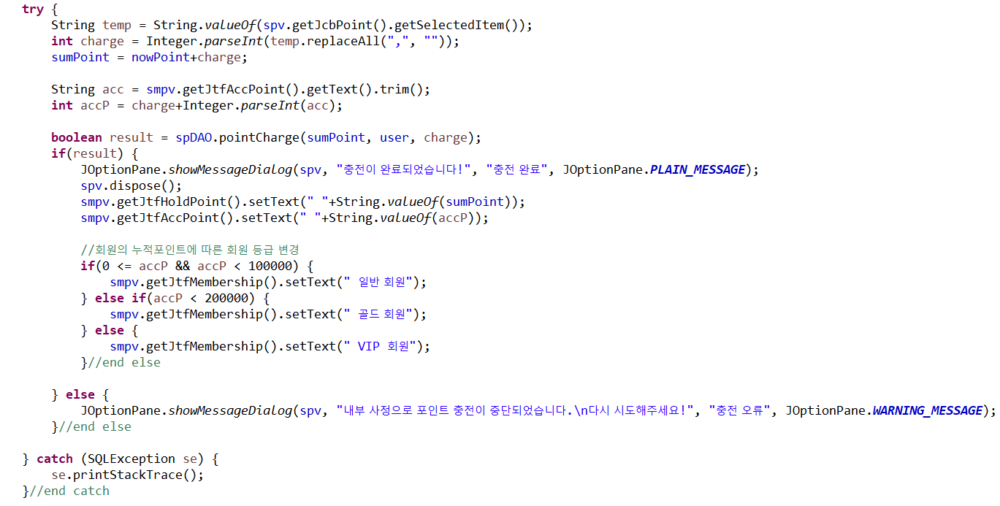 try {
    String temp = String.valueOf(spv.getJcbPoint().getSelectedItem());
    int charge = Integer.parseInt(temp.replaceAll(",", ""));
    sumPoint = nowPoint+charge;

    String acc = smpv.getJtfAccPoint().getText().trim();
    int accP = charge+Integer.parseInt(acc);

    boolean result = spDAO.pointCharge(sumPoint, user, charge);
    if(result) {
        JOptionPane.showMessageDialog(spv, "충전이 완료되었습니다!", "충전 완료", JOptionPane.PLAIN_MESSAGE);
        spv.dispose();
        smpv.getJtfHoldPoint().setText(" "+String.valueOf(sumPoint));
        smpv.getJtfAccPoint().setText(" "+String.valueOf(accP));

        //회원의 누적포인트에 따른 회원 등급 변경
        if(0 <= accP && accP < 100000) {
            smpv.getJtfMembership().setText(" 일반 회원");
        } else if(accP < 200000) {
            smpv.getJtfMembership().setText(" 골드 회원");
        } else {
            smpv.getJtfMembership().setText(" VIP 회원");
        }//end else

    } else {
        JOptionPane.showMessageDialog(spv, "내부 사정으로 포인트 충전이 중단되었습니다.\n다시 시도해주세요!", "충전 오류", JOptionPane.WARNING_MESSAGE);
    }//end else

} catch (SQLException se) {
    se.printStackTrace();
}//end catch